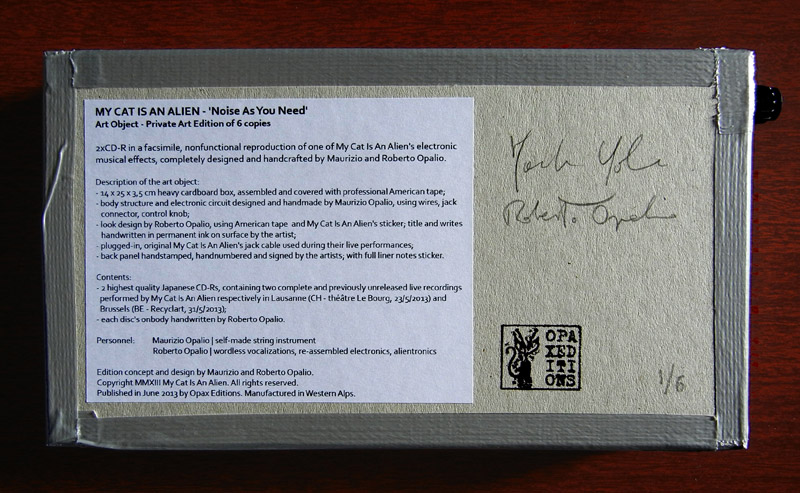 MY CAT IS AN ALIEN - 'Noise As You Need'
Art Object - Private Art Edition of 6 copies
2xCD-R in a facsimile, nonfunctional reproduction of one of My Cat Is An Alien's electronic
musical effects, completely designed and handcrafted by Maurizio and Roberto Opalio.
Description of the art object:
- 14 x 25 x 3,5 cm heavy cardboard box, assembled and covered with professional American tape;
- body structure and electronic circuit designed and handmade by Maurizio Opalio, using wires, jack
connector, control knob;
- look design by Roberto Opalio, using American tape and My Cat Is An Alien's sticker; title and writes
handwritten in permanent ink on surface by the artist;
- plugged-in, original My Cat Is An Alien's jack cable used during their live performances;
- back panel handstamped, handnumbered and signed by the artists, with full liner notes sticker.
Contents:
- 2 highest quality Japanese CD-Rs, containing two complete and previously unreleased live recordings
performed by My Cat Is An Alien respectively in Lausanne (CH - théâtre Le Bourg, 23/5/2013) and
Brussels (BE - Recyclart, 31/5/2013);
- each disc's onbody handwritten by Roberto Opalio.
Personnel: Maurizio Opalio | self-made string instrument
Roberto Opalio | wordless vocalizations, re-assembled electronics, alientronics
Edition concept and design by Maurizio and Roberto Opalio.
Copyright MMXIII My Cat Is An Alien. All rights reserved.
Published in June 2013 by Opax Editions. Manufactured in Western Alps.
Roberto Opalio
OPA
XED
ITI
ONS
1/6